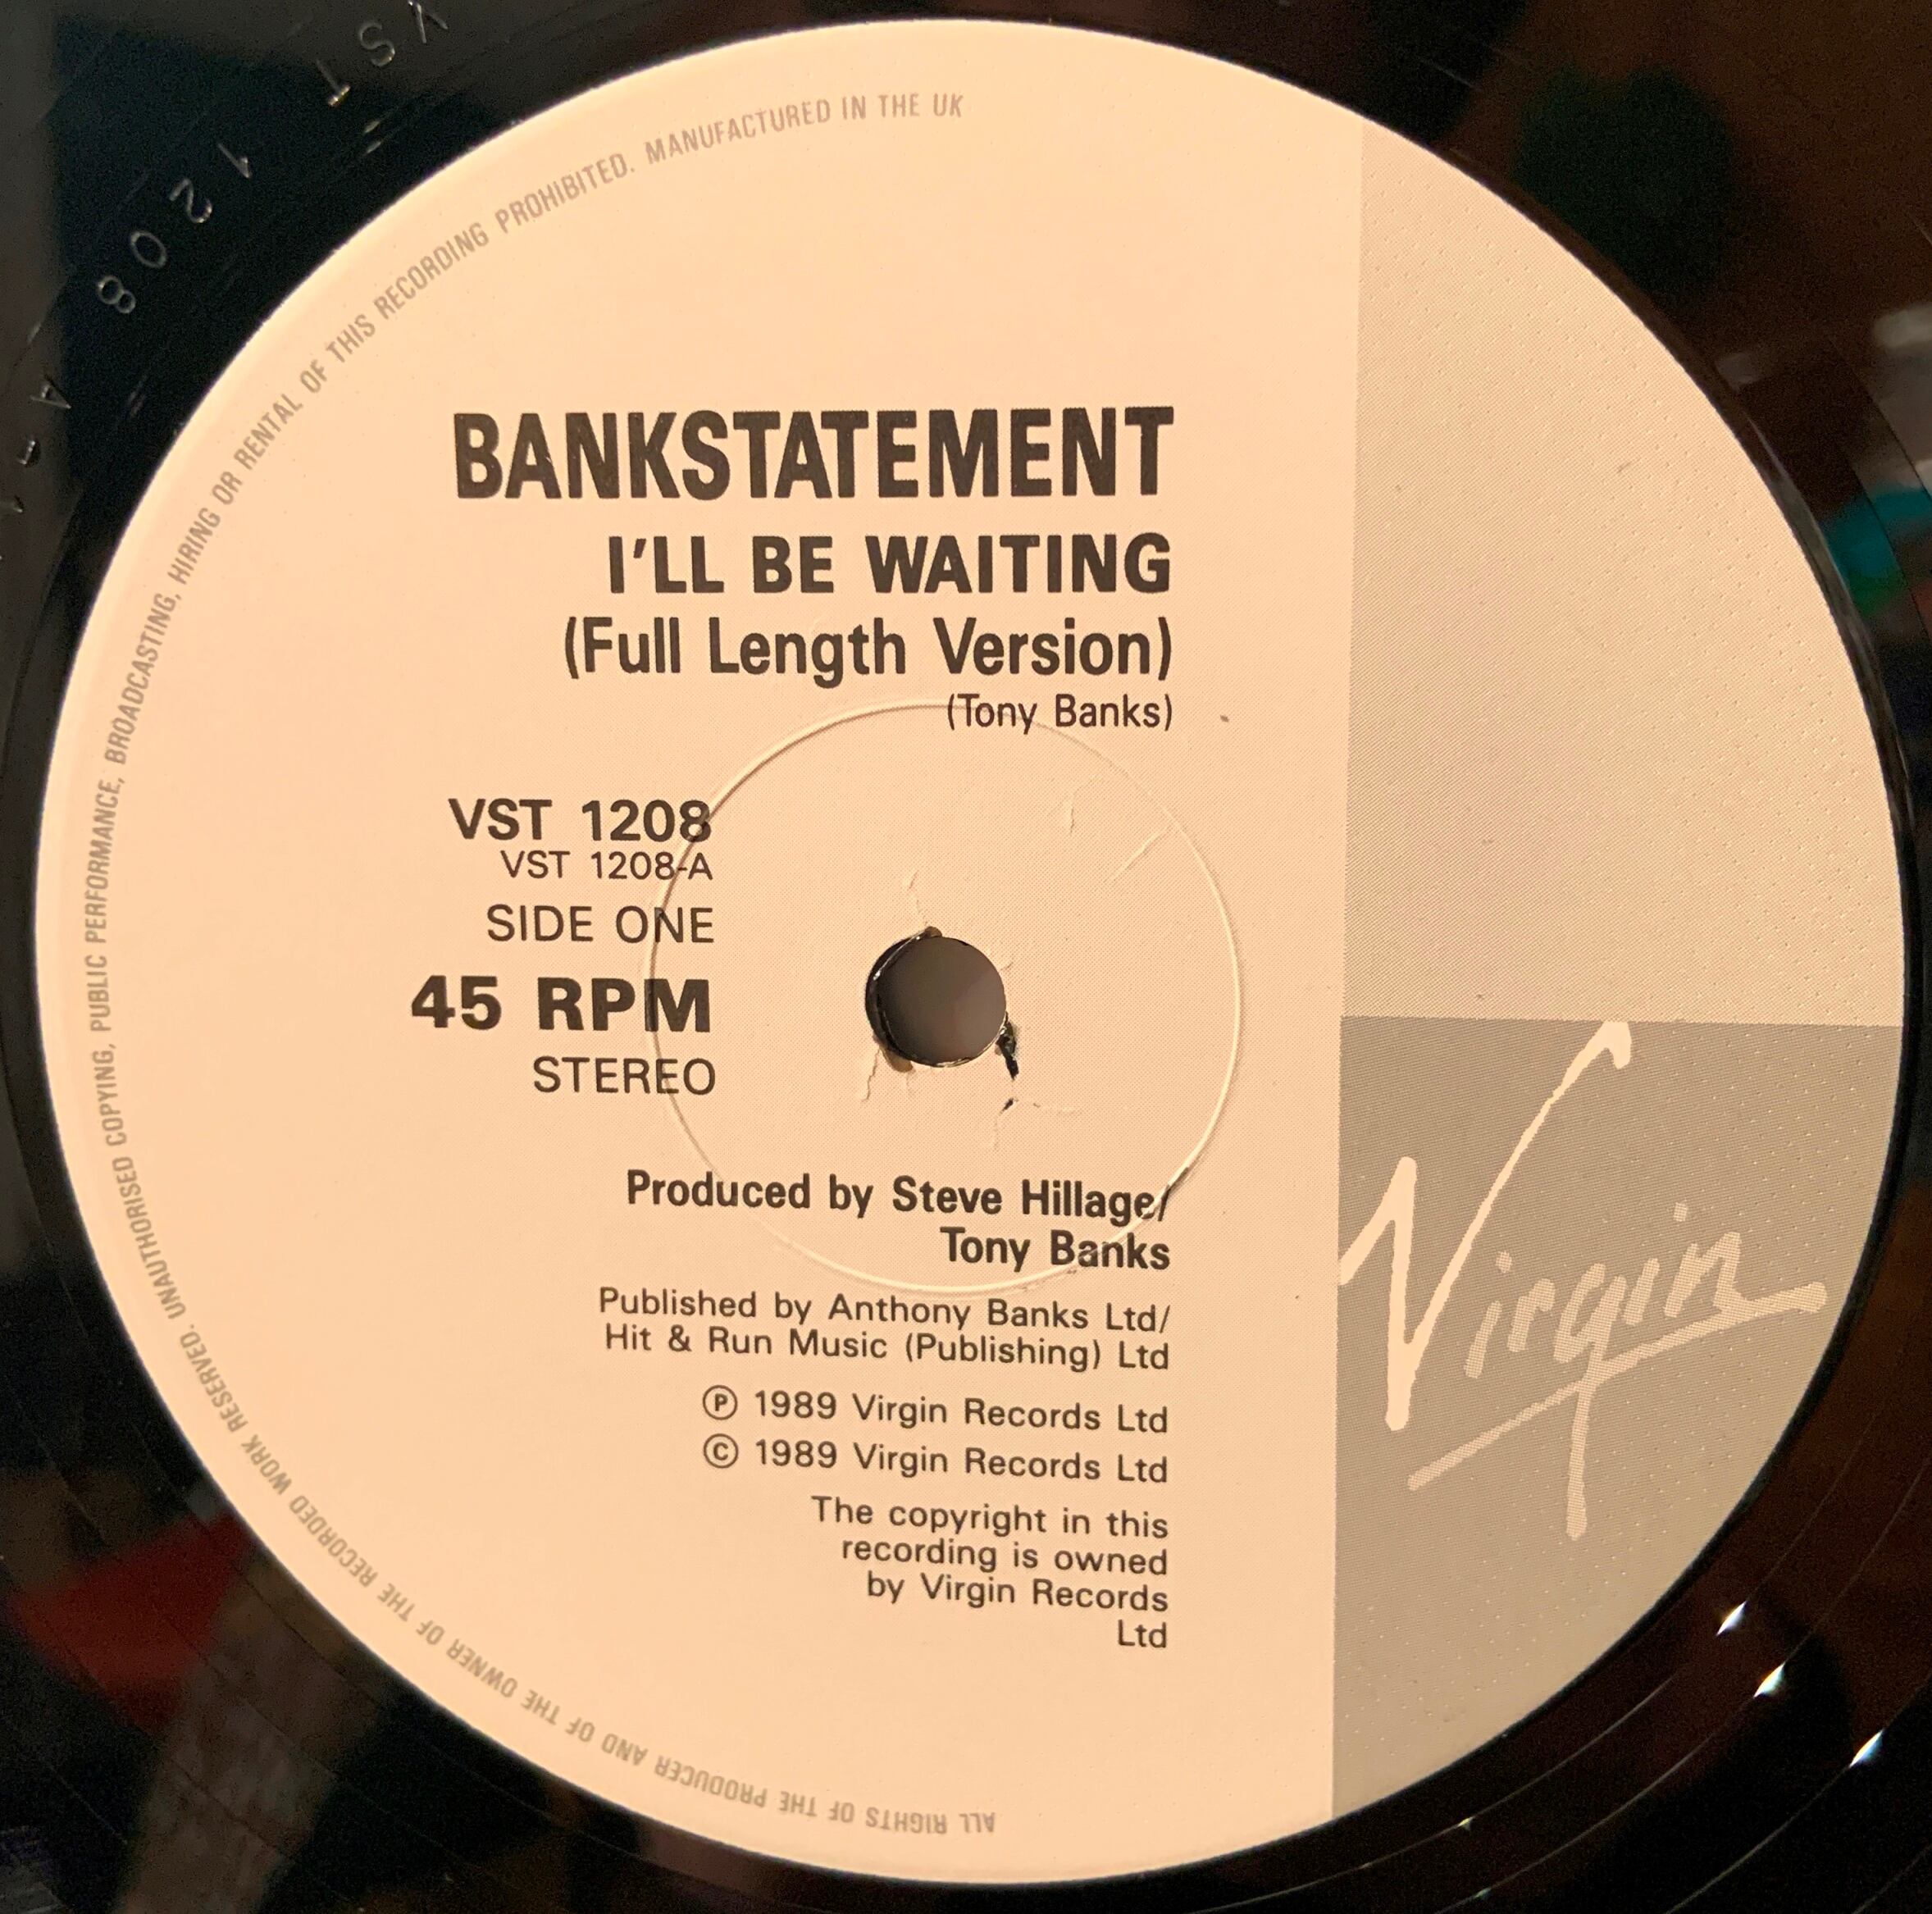 VST 1208 - A -
ALL RIGHTS OF THE PRODUCER AND OF THE OWNER OF THE RECORDED WORK RESERVED. UNAUTHORISED COPYING, PUBLIC PERFORMANCE, BROADCASTING, HIRING OR RENTAL OF THIS RECORDING PROHIBITED. MANUFACTURED IN THE UK
BANKSTATEMENT
I'LL BE WAITING
(Full Length Version)
(Tony Banks)
VST 1208
VST 1208-A
SIDE ONE
45 RPM
STEREO
Produced by Steve Hillage/
Tony Banks
Published by Anthony Banks Ltd/
Hit & Run Music (Publishing) Ltd
Ⓟ 1989 Virgin Records Ltd
© 1989 Virgin Records Ltd
The copyright in this
recording is owned
by Virgin Records
Ltd
Virgin